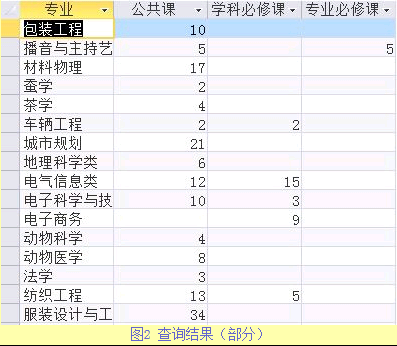 专业 公共课 学科必修课 专业必修课
包装工程 10
播音与主持艺 5 5
材料物理 17
蚕学 2
茶学 4
车辆工程 2 2
城市规划 21
地理科学类 6
电气信息类 12 15
电子科学与技 10 3
电子商务 9
动物科学 4
动物医学 8
法学 3
纺织工程 13 5
服装设计与工 34
图2 查询结果（部分）